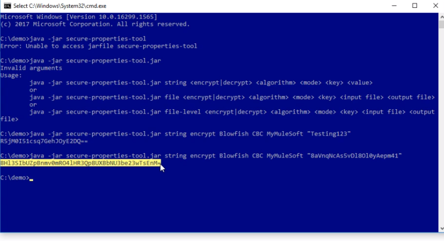 Select C:\Windows\System32\cmd.exe
Microsoft Windows [Version 10.0.16299.1565]
(c) 2017 Microsoft Corporation. All rights reserved.
C:\demo>java -jar secure-properties-tool
Error: Unable to access jarfile secure-properties-tool
C:\demo>java -jar secure-properties-tool.jar
Invalid arguments
Usage:
java -jar secure-properties-tool.jar string <encrypt|decrypt> <algorithm> <mode> <key> <value>
or
java -jar secure-properties-tool.jar file <encrypt|decrypt> <algorithm> <mode> <key> <input file> <output file>
or
java -jar secure-properties-tool.jar file-level <encrypt|decrypt> <algorithm> <mode> <key> <input file> <output
file>
C:\demo>java -jar secure-properties-tool.jar string encrypt Blowfish CBC MyMuleSoft "Testing123"
C:\demo>java -jar secure-properties-tool.jar string encrypt Blowfish CBC MyMuleSoft
C:\demo>